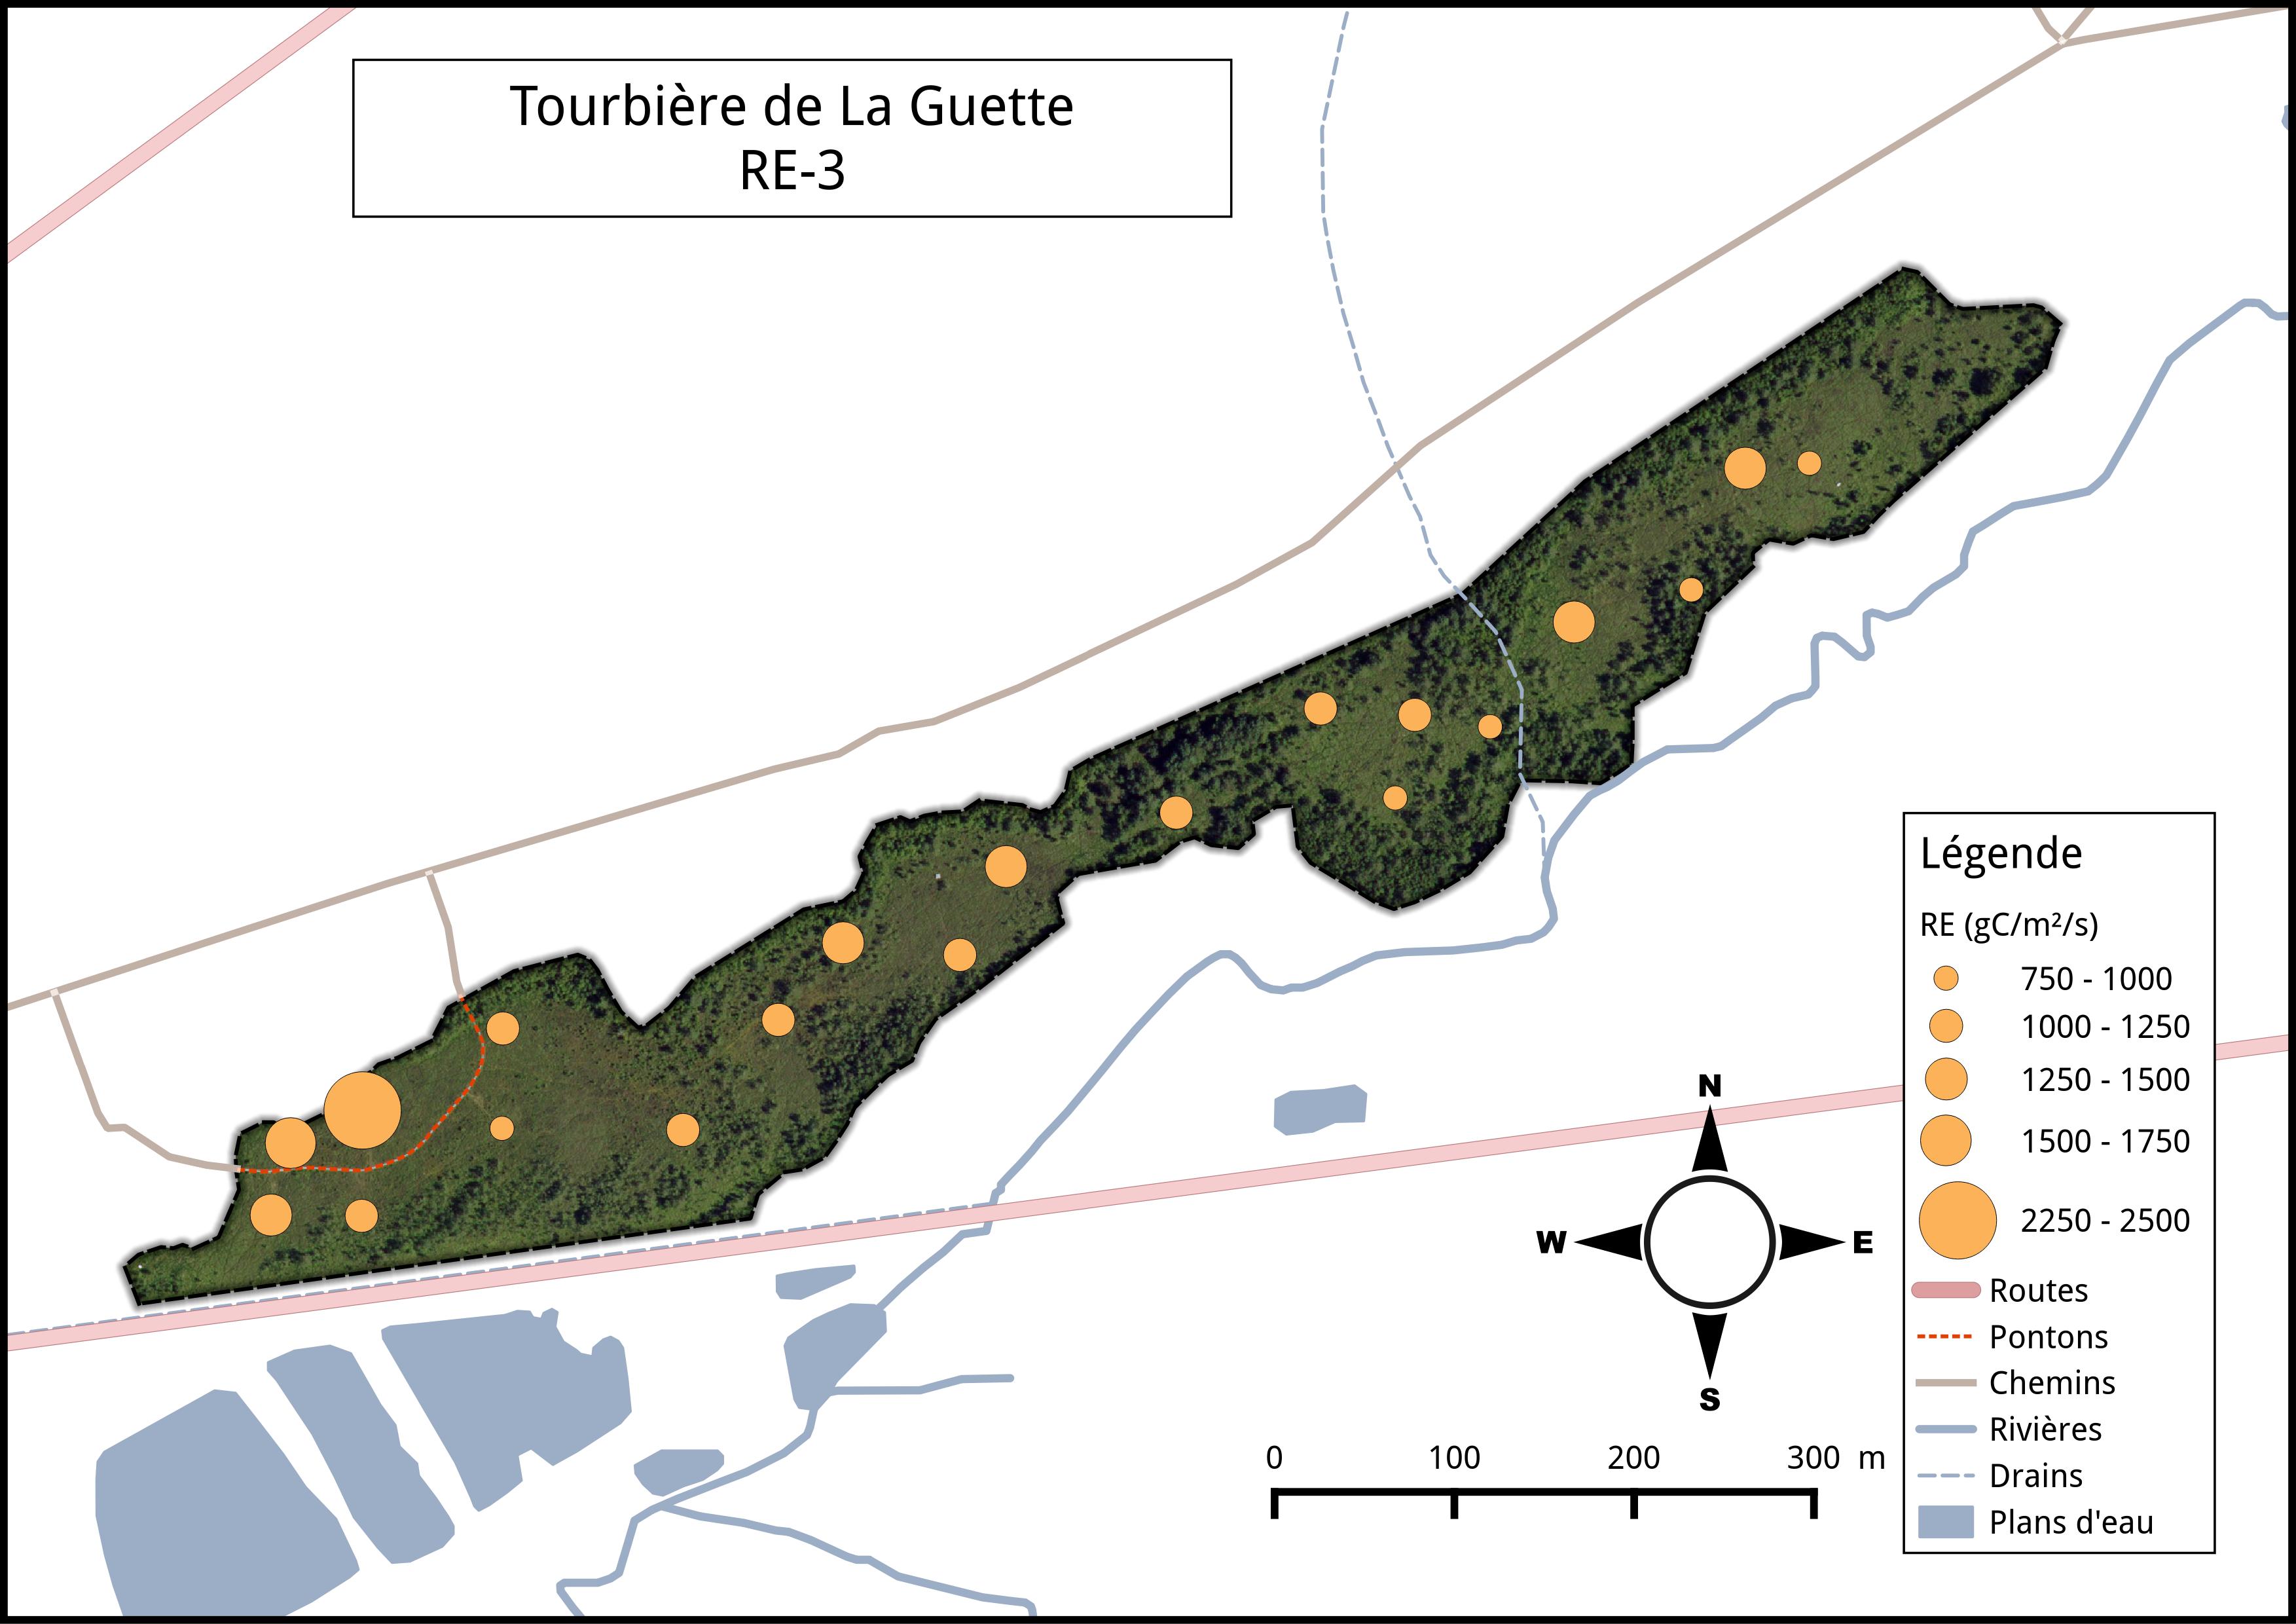 Tourbière de La Guette
RE-3
Légende
RE (gC/m²/s)
750 - 1000
1000 - 1250
1250 - 1500
1500 - 1750
2250 - 2500
Routes
Pontons
Chemins
Rivières
Drains
Plans d'eau
N
W E
S
0 100 200 300 m